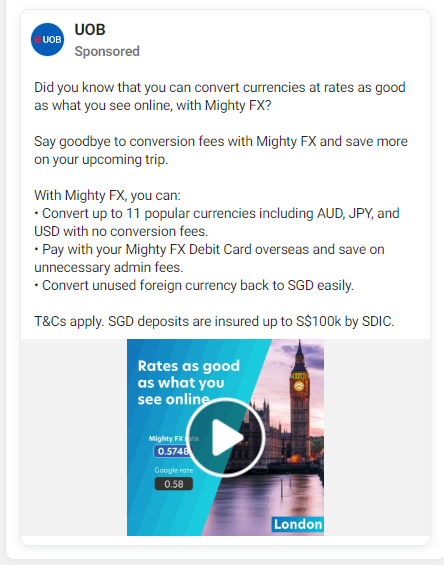 UOB
UOB
Sponsored
Did you know that you can convert currencies at rates as good
as what you see online, with Mighty FX?
Say goodbye to conversion fees with Mighty FX and save more
on your upcoming trip.
With Mighty FX, you can:
• Convert up to 11 popular currencies including AUD, JPY, and
USD with no conversion fees.
• Pay with your Mighty FX Debit Card overseas and save on
unnecessary admin fees.
• Convert unused foreign currency back to SGD easily.
T&Cs apply. SGD deposits are insured up to S$100k by SDIC.
Rates as good
as what you
see online
Mighty FX rate
0.5748
Google rate
0.58
London